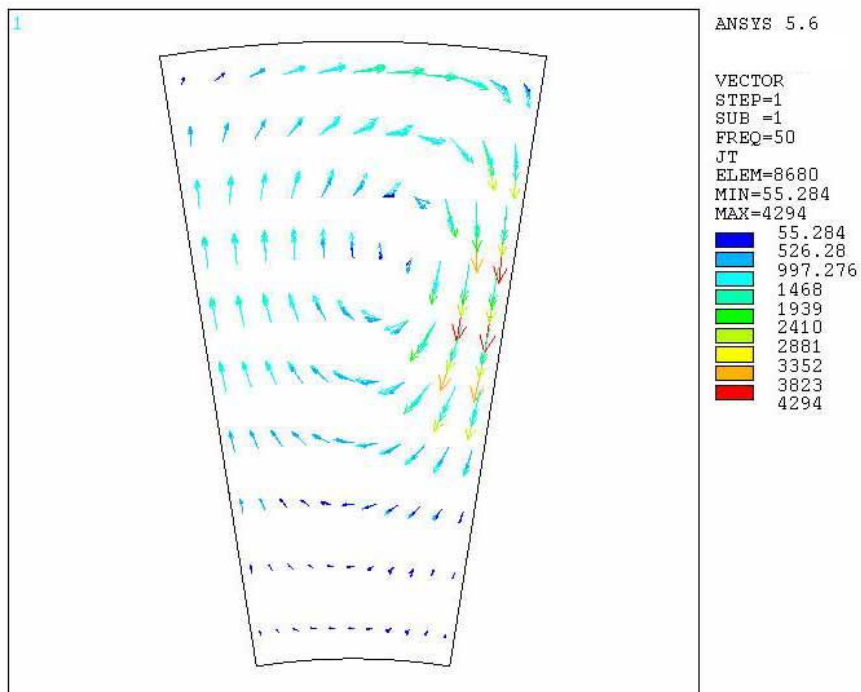 1
ANSYS 5.6
VECTOR
STEP=1
SUB =1
FREQ=50
JT
ELEM=8680
MIN=55.284
MAX=4294
55.284
526.28
997.276
1468
1939
2410
2881
3352
3823
4294